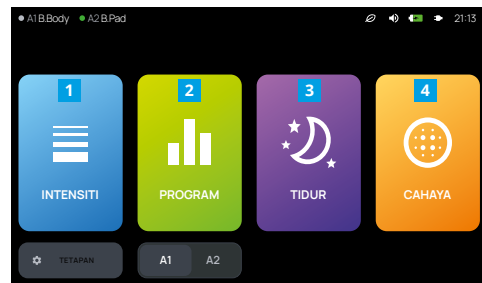 A1 B.Body A2 B.Pad 21:13
1 2 3 4
INTENSITI PROGRAM TIDUR CAHAYA
TETAPAN A1 A2